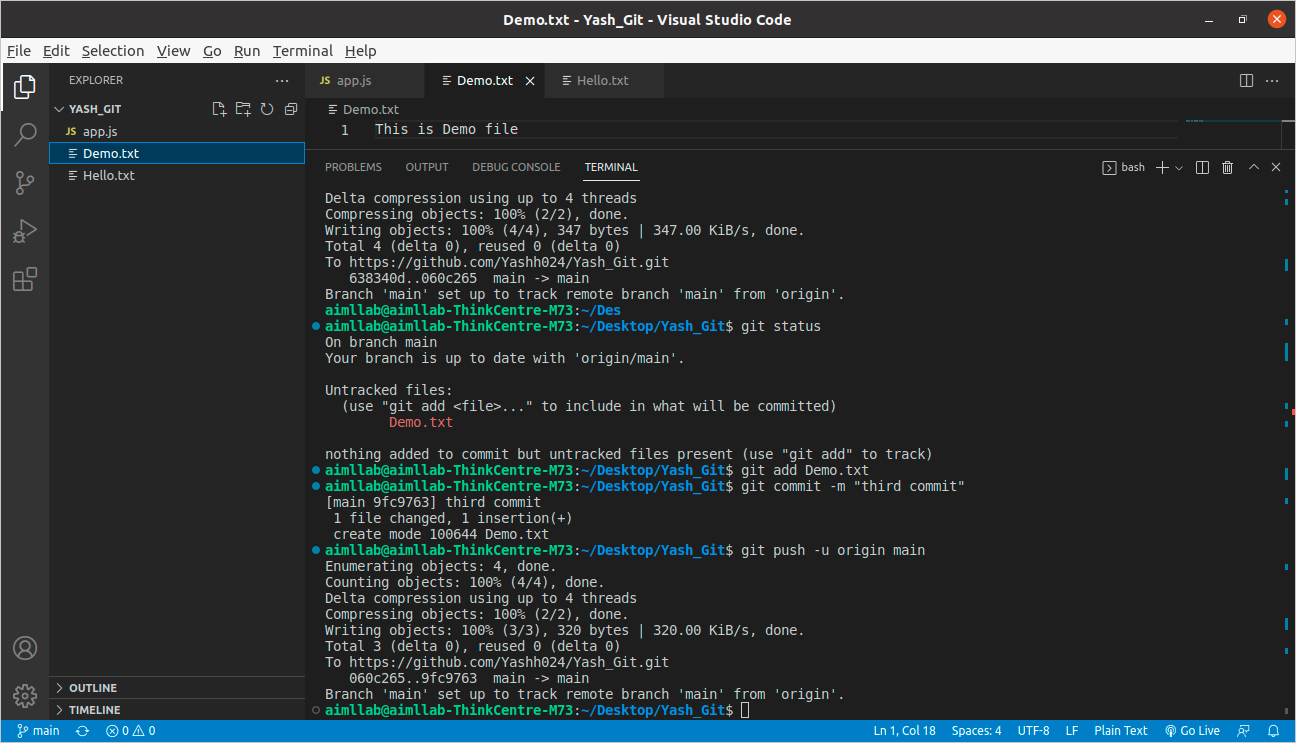 Demo.txt - Yash_Git - Visual Studio Code
File Edit Selection View Go Run Terminal Help
EXPLORER
YASH_GIT
JS app.js
Demo.txt
Hello.txt
OUTLINE
TIMELINE
JS app.js Demo.txt Hello.txt
Demo.txt
1 This is Demo file
PROBLEMS OUTPUT DEBUG CONSOLE TERMINAL bash
Delta compression using up to 4 threads
Compressing objects: 100% (2/2), done.
Writing objects: 100% (4/4), 347 bytes | 347.00 KiB/s, done.
Total 4 (delta 0), reused 0 (delta 0)
To https://github.com/Yashh024/Yash_Git.git
   638340d..060c265  main -> main
Branch 'main' set up to track remote branch 'main' from 'origin'.
aimllab@aimllab-ThinkCentre-M73:~/Des
aimllab@aimllab-ThinkCentre-M73:~/Desktop/Yash_Git$ git status
On branch main
Your branch is up to date with 'origin/main'.
Untracked files:
  (use "git add <file>..." to include in what will be committed)
        Demo.txt
nothing added to commit but untracked files present (use "git add" to track)
aimllab@aimllab-ThinkCentre-M73:~/Desktop/Yash_Git$ git add Demo.txt
aimllab@aimllab-ThinkCentre-M73:~/Desktop/Yash_Git$ git commit -m "third commit"
[main 9fc9763] third commit
 1 file changed, 1 insertion(+)
 create mode 100644 Demo.txt
aimllab@aimllab-ThinkCentre-M73:~/Desktop/Yash_Git$ git push -u origin main
Enumerating objects: 4, done.
Counting objects: 100% (4/4), done.
Delta compression using up to 4 threads
Compressing objects: 100% (2/2), done.
Writing objects: 100% (3/3), 320 bytes | 320.00 KiB/s, done.
Total 3 (delta 0), reused 0 (delta 0)
To https://github.com/Yashh024/Yash_Git.git
   060c265..9fc9763  main -> main
Branch 'main' set up to track remote branch 'main' from 'origin'.
aimllab@aimllab-ThinkCentre-M73:~/Desktop/Yash_Git$
main 0 0 Ln 1, Col 18 Spaces: 4 UTF-8 LF Plain Text Go Live